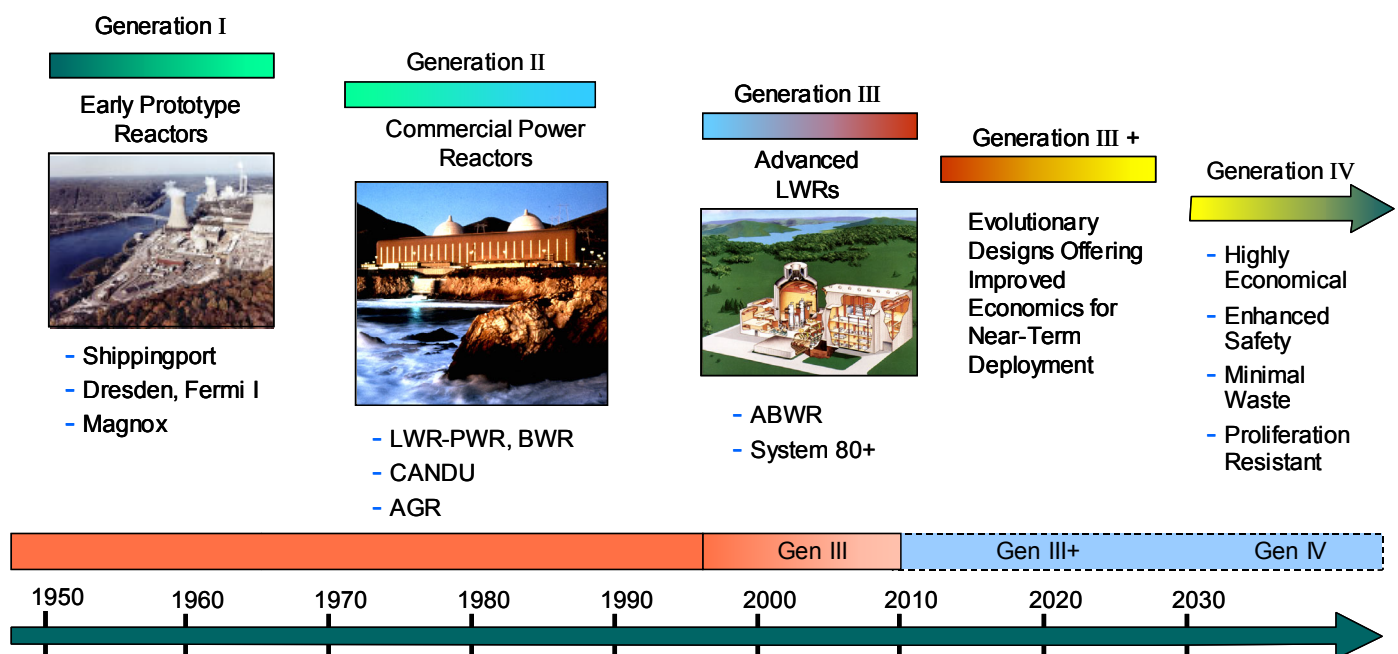 Generation I
Early Prototype
Reactors
- Shippingport
- Dresden, Fermi I
- Magnox
Generation II
Commercial Power
Reactors
- LWR-PWR, BWR
- CANDU
- AGR
Generation III
Advanced
LWRs
- ABWR
- System 80+
Generation III +
Evolutionary
Designs Offering
Improved
Economics for
Near-Term
Deployment
Generation IV
- Highly
Economical
- Enhanced
Safety
- Minimal
Waste
- Proliferation
Resistant
Gen III
Gen III+
Gen IV
1950
1960
1970
1980
1990
2000
2010
2020
2030